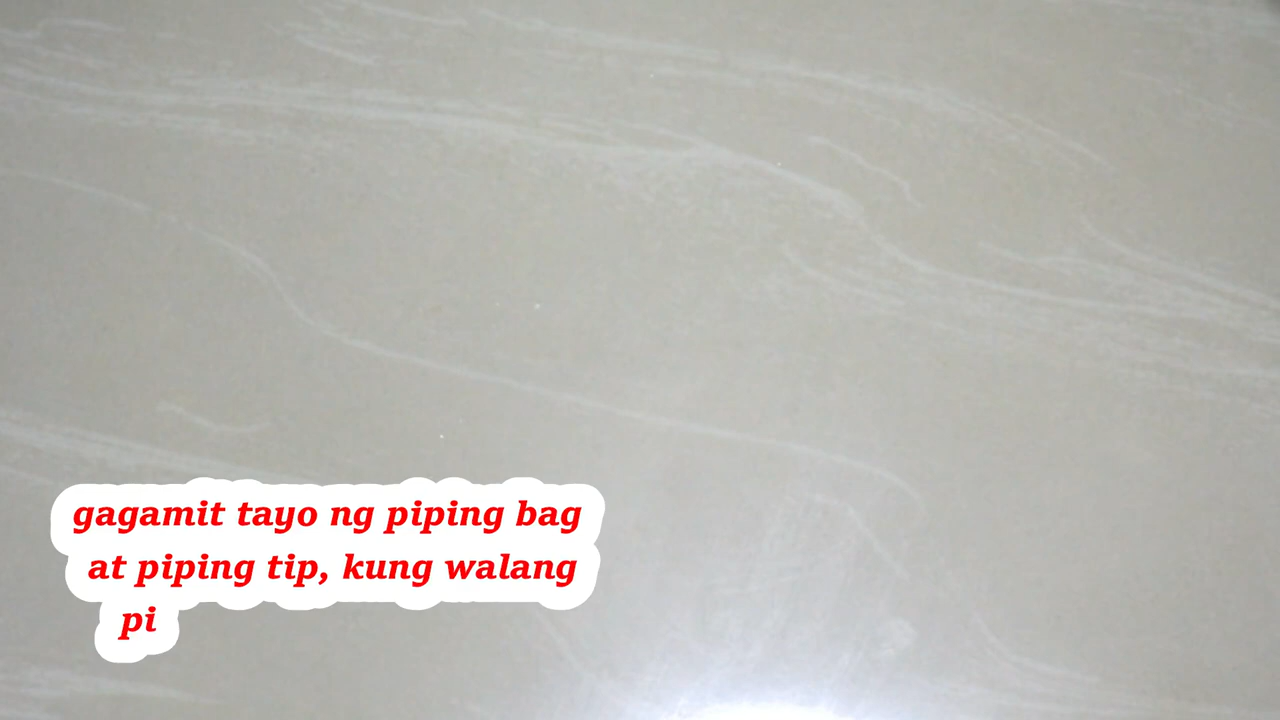 gagamit tayo ng piping bag
at piping tip, kung walang
pi